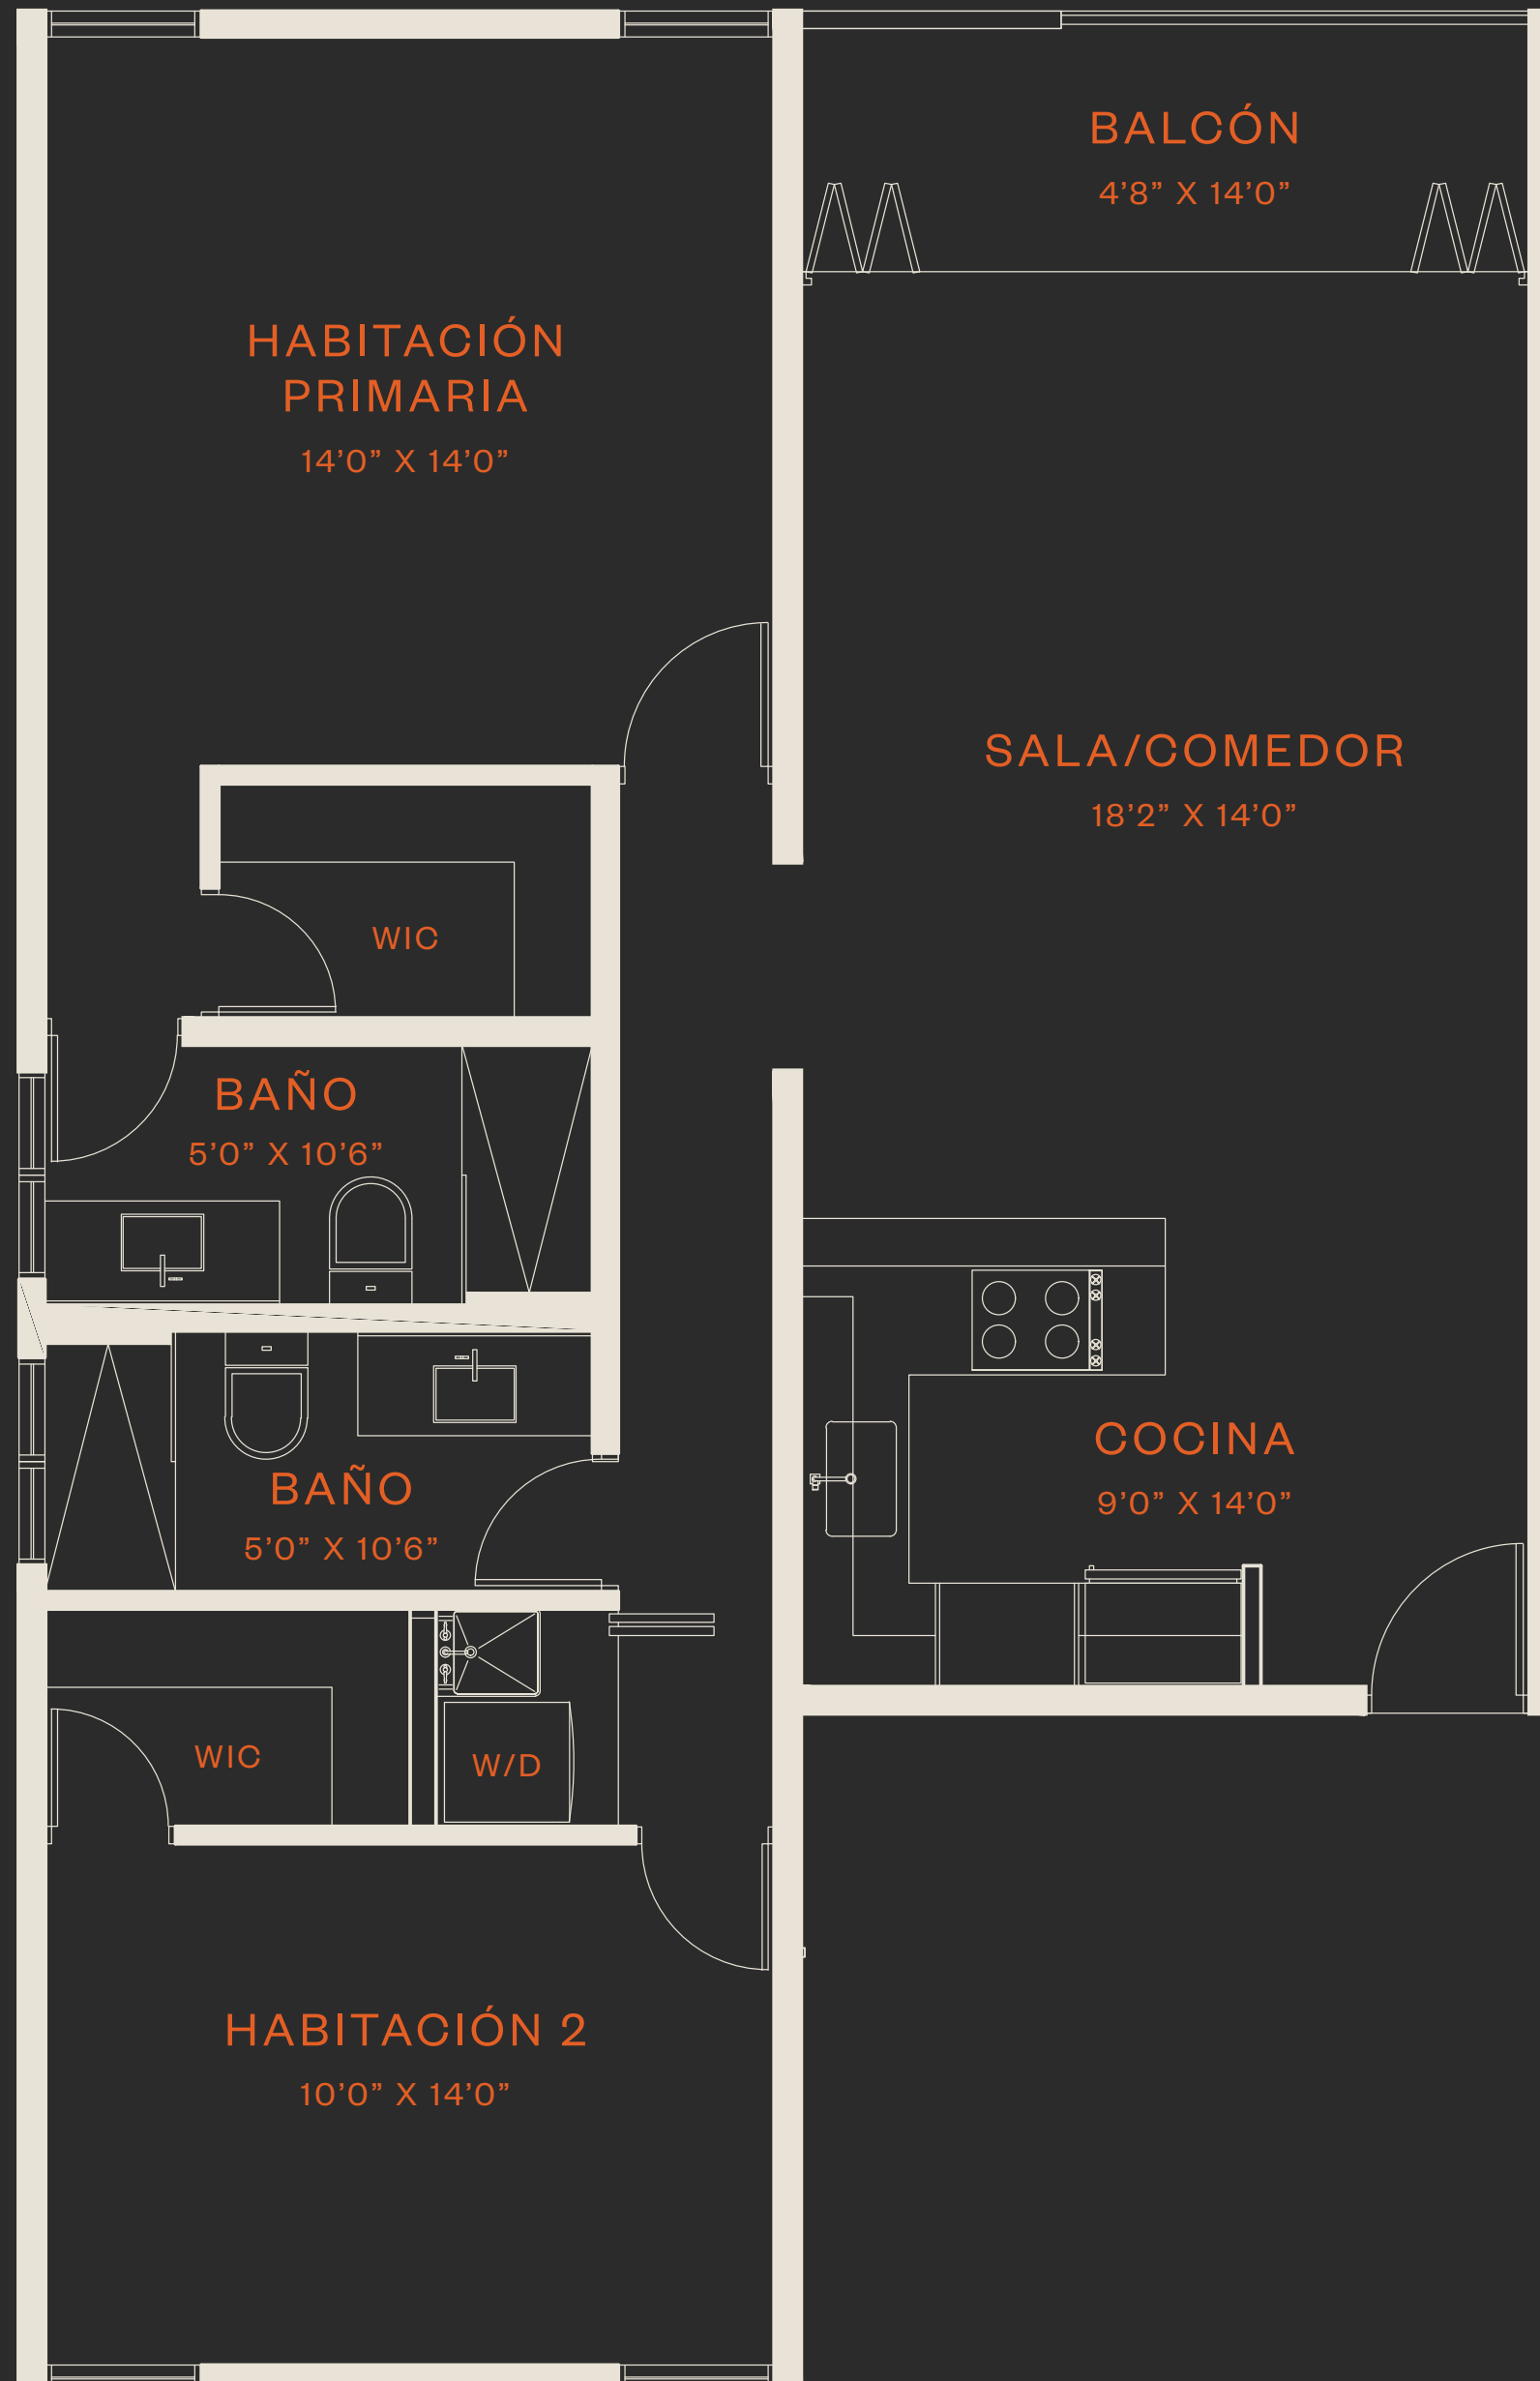 BALCÓN
4’8” X 14’0”
HABITACIÓN
PRIMARIA
14’0” X 14’0”
SALA/COMEDOR
18’2” X 14’0”
WIC
BAÑO
5’0” X 10’6”
COCINA
9’0” X 14’0”
BAÑO
5’0” X 10’6”
WIC
W/D
HABITACIÓN 2
10’0” X 14’0”